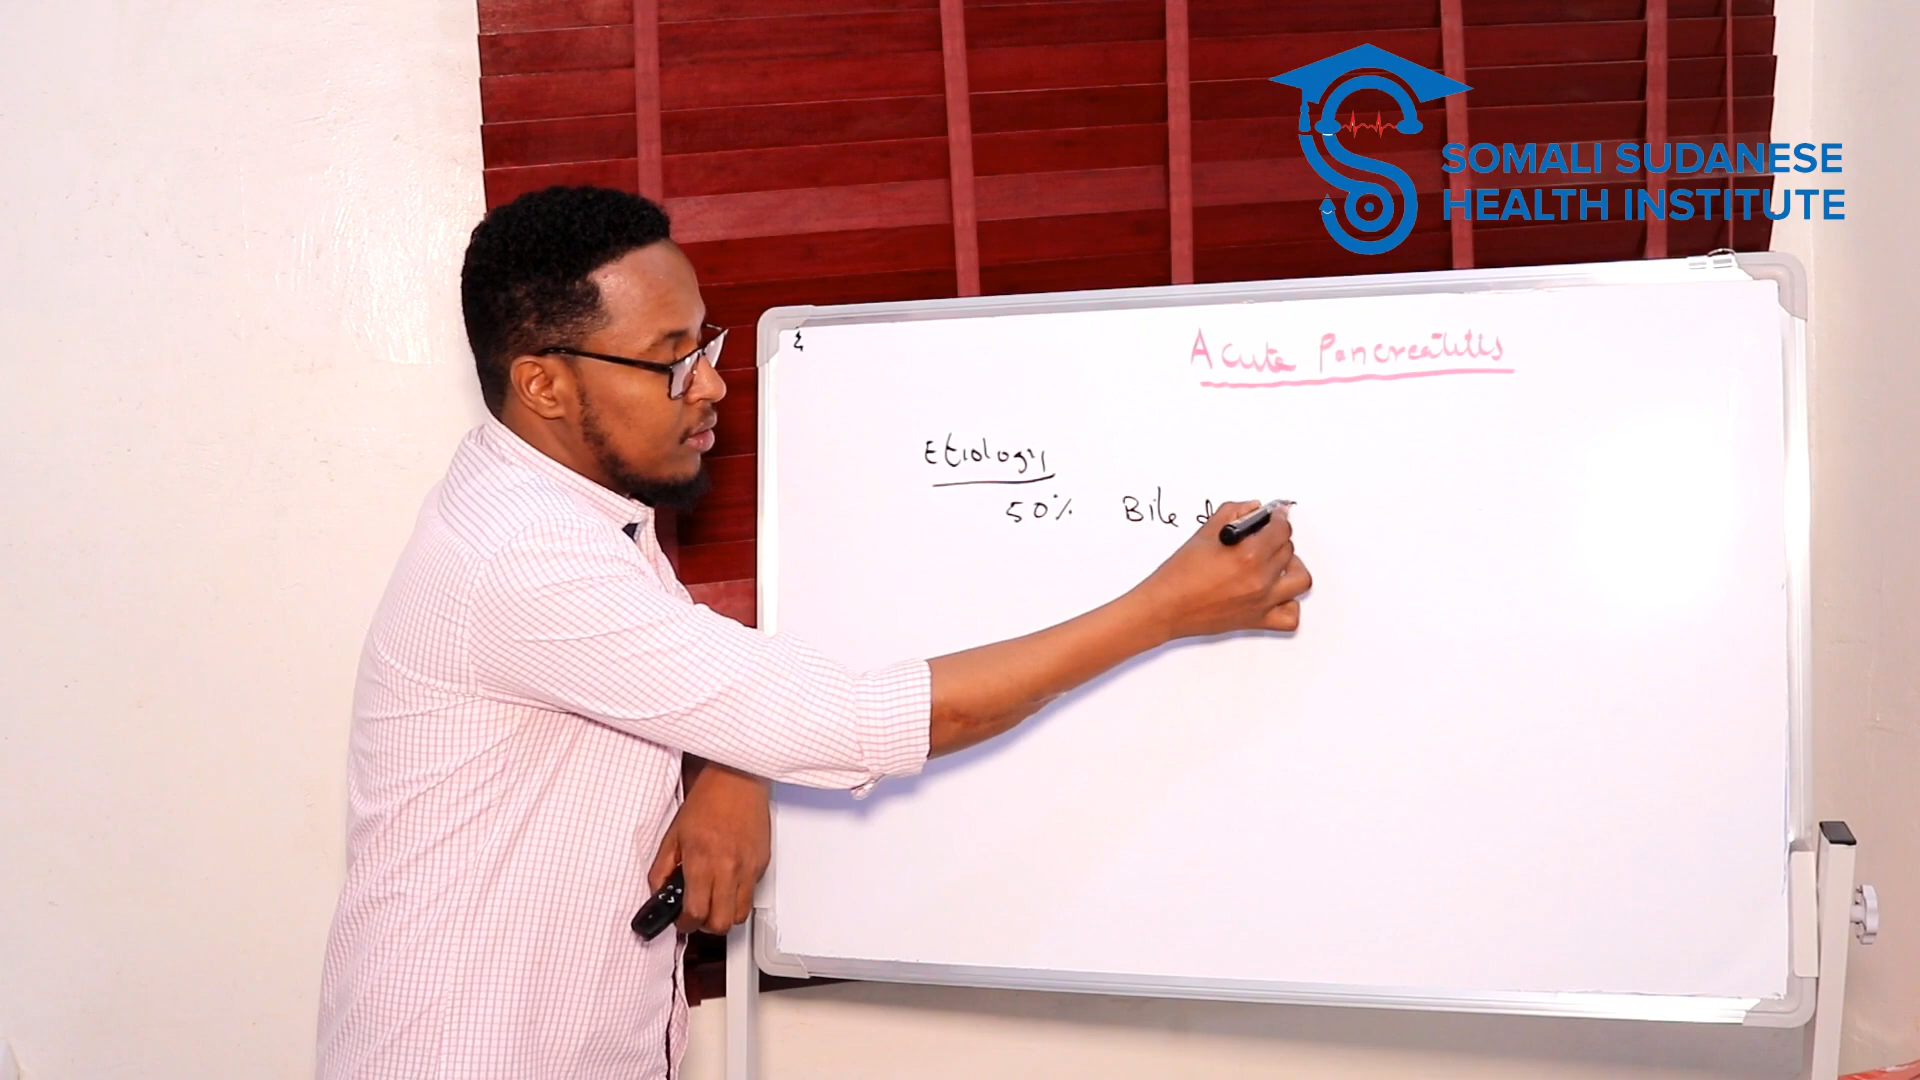 SOMALI SUDANESE
HEALTH INSTITUTE
Acute Pancreatitis
Etiology
50% Bile